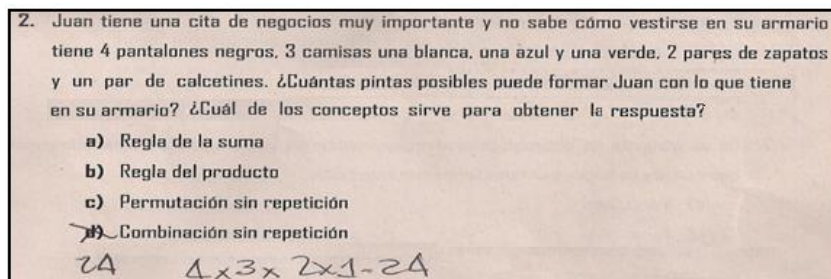 2. Juan tiene una cita de negocios muy importante y no sabe cómo vestirse en su armario
tiene 4 pantalones negros, 3 camisas una blanca, una azul y una verde, 2 pares de zapatos
y un par de calcetines. ¿Cuántas pintas posibles puede formar Juan con lo que tiene
en su armario? ¿Cuál de los conceptos sirve para obtener la respuesta?
a) Regla de la suma
b) Regla del producto
c) Permutación sin repetición
d) Combinación sin repetición
24 4x3x2x1-24